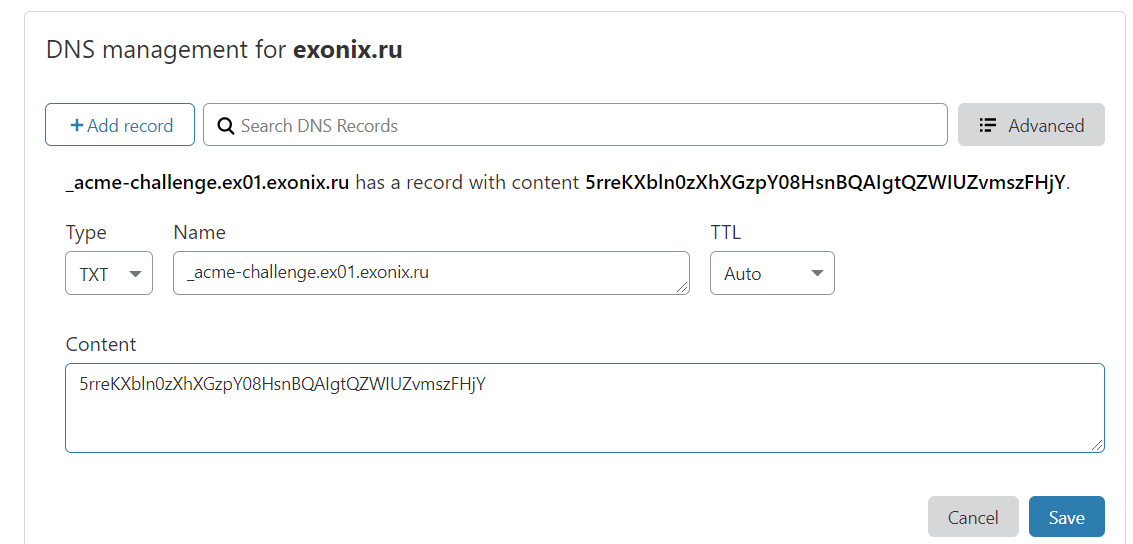 DNS management for exonix.ru
+ Add record
Search DNS Records
Advanced
_acme-challenge.ex01.exonix.ru has a record with content 5rreKXbln0zXhXGzpY08HsnBQAIgtQZWIUZvmszFHjY.
Type
Name
TTL
TXT
_acme-challenge.ex01.exonix.ru
Auto
Content
5rreKXbln0zXhXGzpY08HsnBQAIgtQZWIUZvmszFHjY
Cancel
Save